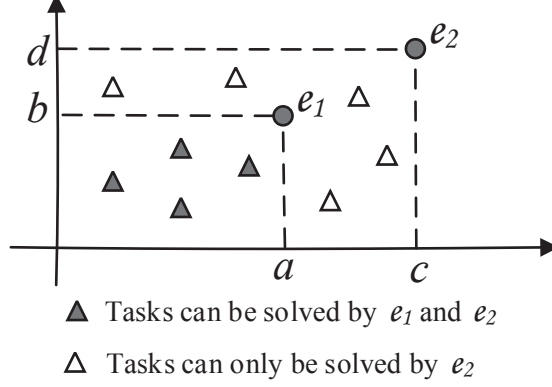 d
e2
b
e1
a
c
Tasks can be solved by e1 and e2
Tasks can only be solved by e2